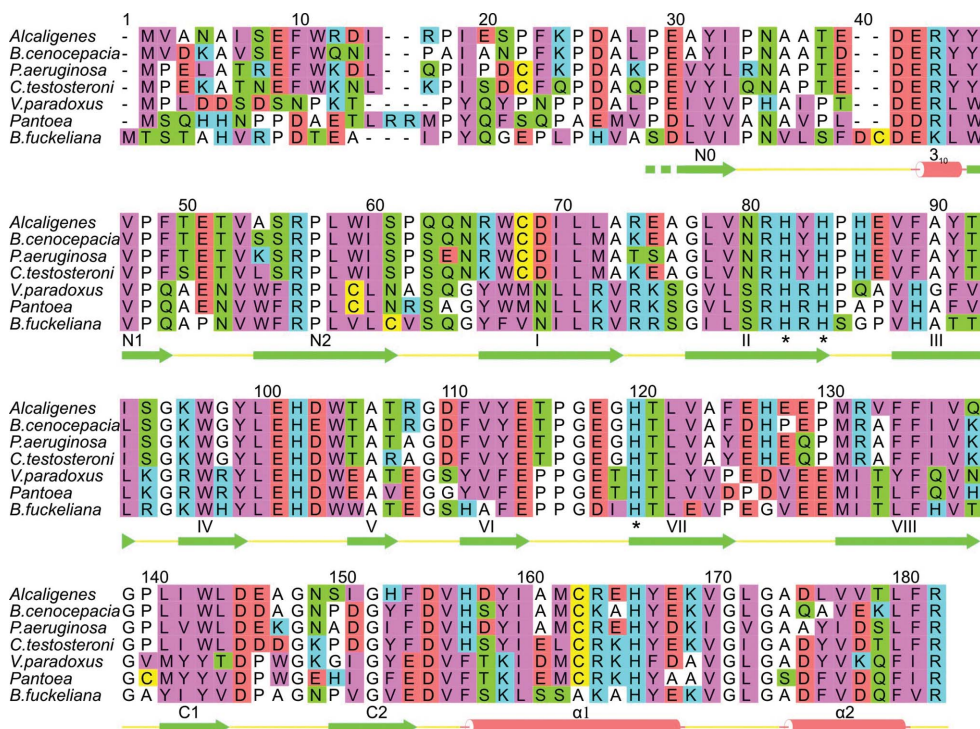 1 10 20 30 40
Alcaligenes - M V A N A I S E F W R D I - - R P I E S P F K P D A L P E A Y I P N A A T E - - D E R Y Y
B.cenocepacia - M V D K A V S E F W Q N I - - P A I A N P F K P D A L P E A Y I P N A A T D - - D E R Y Y
P.aeruginosa - M P E L A T R E F W K D L - - Q P I P D C F K P D A K P E V Y L R N A P T E - - D E R L Y
C.testosteroni - M P E K A T N E F W K N L - - K P I S D C F Q P D A Q P E V Y I Q N A P T E - - D E R L Y
V.paradoxus - M P L D D S D S N P K T - - - - P Y Q Y P N P P D A L P E I V V P H A L P T - - D E R L W
Pantoea - M S Q H H N P P D A E T L R R M P Y Q F S Q P A E M V P D L V V P N A V P L - - D D R I W
B.fuckeliana M T S T A H V R P D T E A - - - I P Y Q G E P L P H V A S D L V I P N V L S F D C D E K L W
N0 3₁₀
50 60 70 80 90
Alcaligenes V P F T E T V A S R P L W I S P Q Q N R W C D I L L A R E A G L V N R H Y H P H E V F A Y T
B.cenocepacia V P F T E T V S S R P L W I S P S Q N K W C D I L M A K E A G L V N R H Y H P H E V F A Y T
P.aeruginosa V P F T E T V K S R P L W I S P S E N R W C D I L M A T S A G L V N R H Y H P H E V F A Y T
C.testosteroni V P F S E T V L S R P L W I S P S Q N K W C D I L M A K E A G L V N R H Y H P H E V F A Y T
V.paradoxus V P Q A E N V W F R P L C L N A S Q G Y W M N L L R V R K S G V L S R H R H P Q A V H G F V
Pantoea V P Q A E N V W F R P L C L N R S A G Y W M N L L K V R K S G V L S R H R H P A P V H G F V
B.fuckeliana V P Q A P N V W F R P L V L C V S Q G Y F V N I L R V R R S G I L S R H R H S G P V H A T T
N1 N2 I II * * III
100 110 120 130
Alcaligenes I S G K W G Y L E H D W T A T R G D F V Y E T P G E G H T L V A F E H E E P M R V F F I V Q
B.cenocepacia L S G K W G Y L E H D W T A T R G D F V Y E T P G E G H T L V A F E H P E P M R A F F I V K
P.aeruginosa I S G K W G Y L E H D W T A T A G D F V Y E T P G E G H T L V A Y E H E Q P M R A F F I V K
C.testosteroni I S G K W G Y L E H D W T A R A G D F V Y E T P G E G H T L V A Y E H E Q P M R A F F I V K
V.paradoxus L K G R W R Y L E H D W E A T E G S Y V F E P P G E T H T L Y V P E D V E E M I T Y F Q V N
Pantoea L K G R W R Y L E H D W E A V E G G Y V F E P P G E T H T L V V D P D V E E M I T L F Q V H
B.fuckeliana L R G K W H Y L E H D W W A T E G S H A F E P P G D I H T L E V P E G V E E M I T L F H V H
IV V VI * VII VIII
140 150 160 170 180
Alcaligenes G P L I W L D E A G N S I G H F D V H D Y I A M C R E H Y E K V G L G A D L V V T L F R
B.cenocepacia G P L I W L D D A G N P D G Y F D V H S Y I A M C K A H Y E K V G L G A Q A V E K L F R
P.aeruginosa G P L V W L D E K G N A D G I F D V H D Y I A M C R E H Y D K V G I G A A Y I D S L F R
C.testosteroni G P L I W L D D D G N A D G Y F D V H D Y I E L C K A H Y E K I G L G A D Y V D T L F R
V.paradoxus G V M Y Y T D P W G K G I G Y E D V F T K I D M C R K H F D A V G L G A D Y V K Q F I R
Pantoea G C M Y Y V D P W G E H I G F E D V F T K I E M C R K H Y A A V G L G S D F V D Q F I R
B.fuckeliana G A Y I Y V D P A G N P V G V E D V F S K L S S A K A H Y E K V G L G A D F V D Q F V R
C1 C2 α1 α2